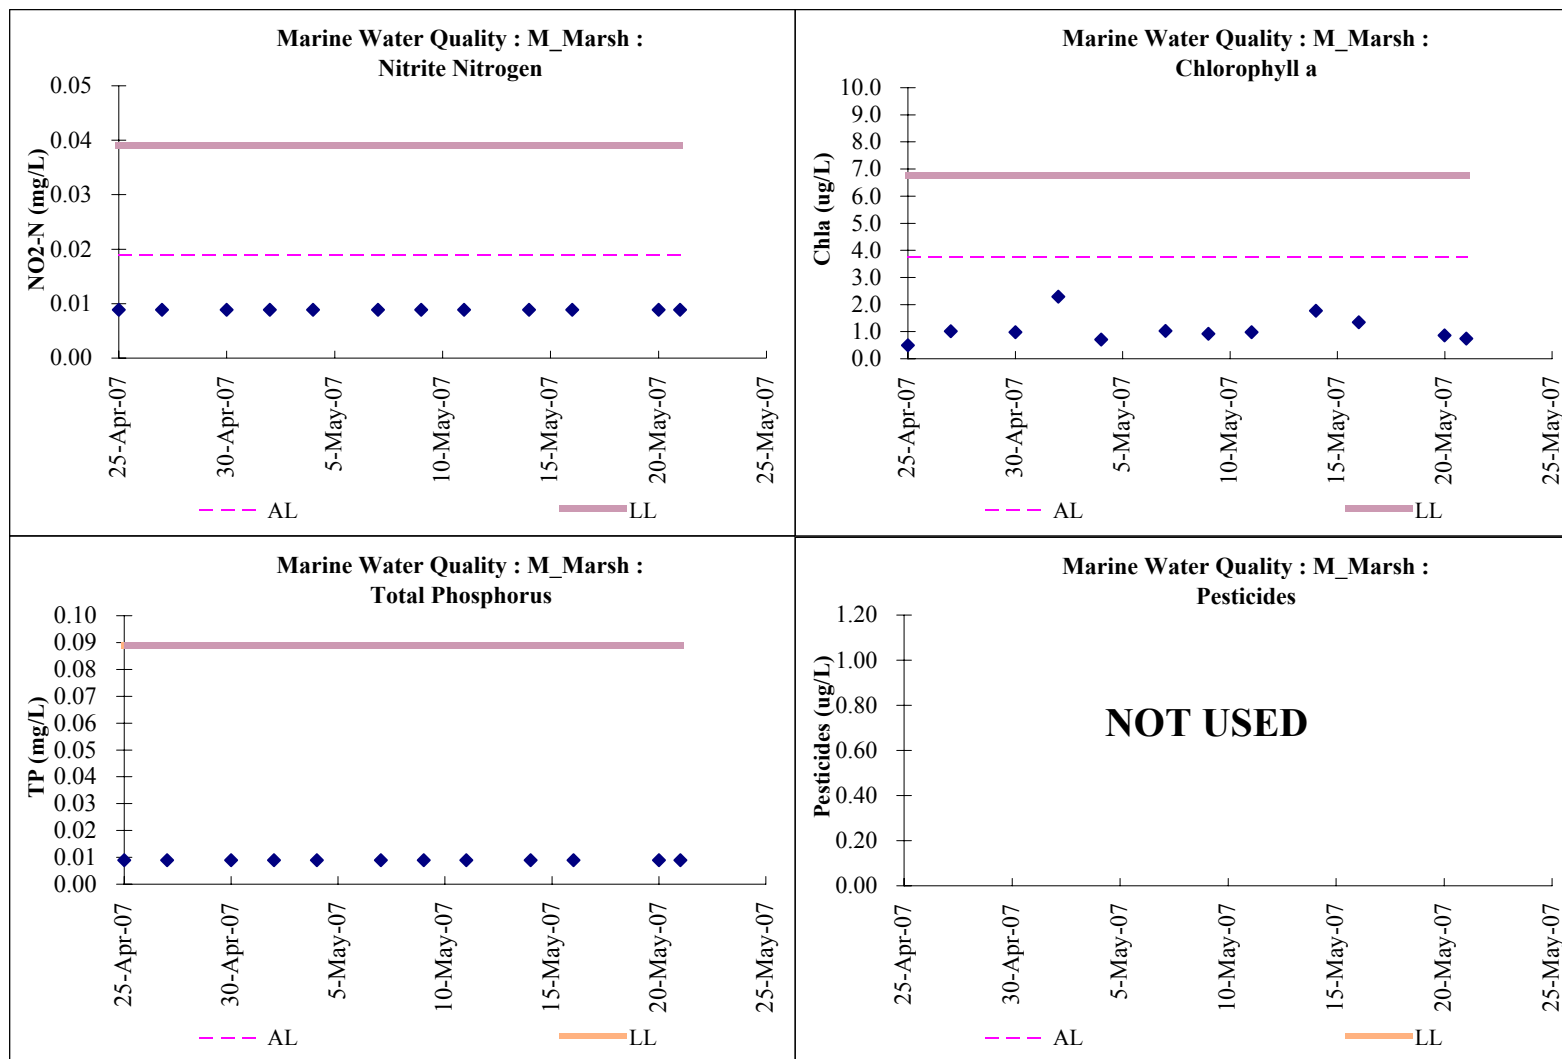 Marine Water Quality : M_Marsh :
Nitrite Nitrogen
NO2-N (mg/L)
0.05
0.04
0.03
0.02
0.01
0.00
25-Apr-07
30-Apr-07
5-May-07
10-May-07
15-May-07
20-May-07
25-May-07
AL
LL
Marine Water Quality : M_Marsh :
Chlorophyll a
Chla (ug/L)
10.0
9.0
8.0
7.0
6.0
5.0
4.0
3.0
2.0
1.0
0.0
25-Apr-07
30-Apr-07
5-May-07
10-May-07
15-May-07
20-May-07
25-May-07
AL
LL
Marine Water Quality : M_Marsh :
Total Phosphorus
TP (mg/L)
0.10
0.09
0.08
0.07
0.06
0.05
0.04
0.03
0.02
0.01
0.00
25-Apr-07
30-Apr-07
5-May-07
10-May-07
15-May-07
20-May-07
25-May-07
AL
LL
Marine Water Quality : M_Marsh :
Pesticides
Pesticides (ug/L)
1.20
1.00
0.80
0.60
0.40
0.20
0.00
NOT USED
25-Apr-07
30-Apr-07
5-May-07
10-May-07
15-May-07
20-May-07
25-May-07
AL
LL